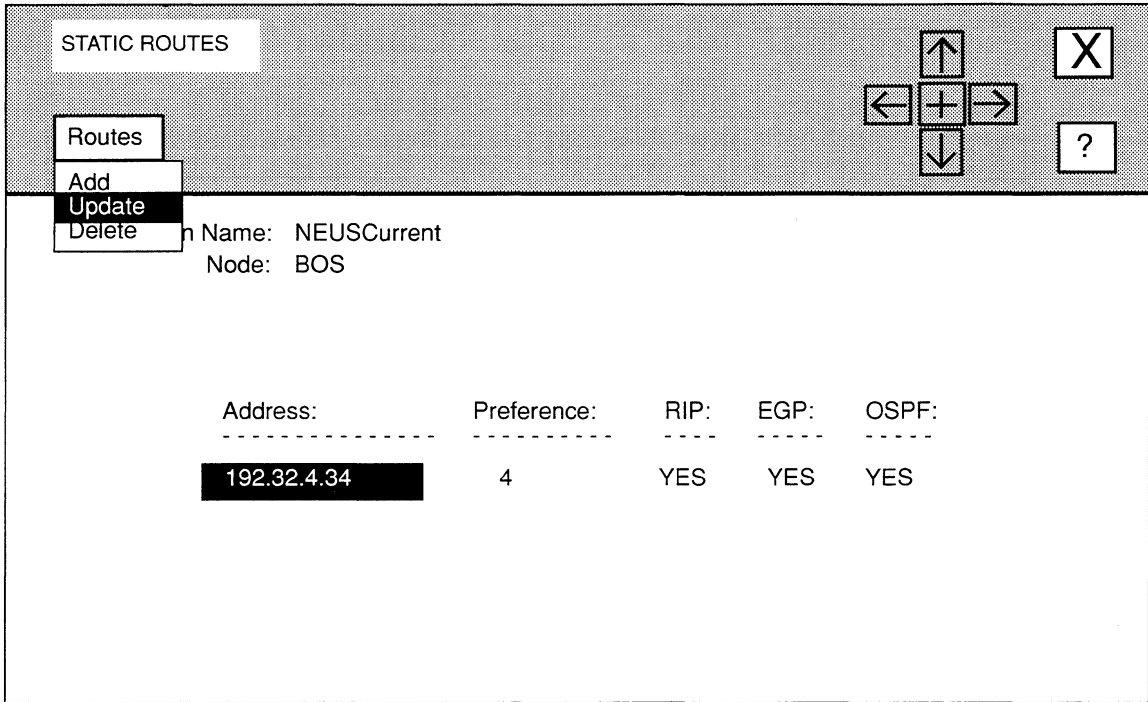 STATIC ROUTES
X
Routes
?
Add
Update
Delete
n Name: NEUSCurrent
Node: BOS
Address: Preference: RIP: EGP: OSPF:
192.32.4.34 4 YES YES YES